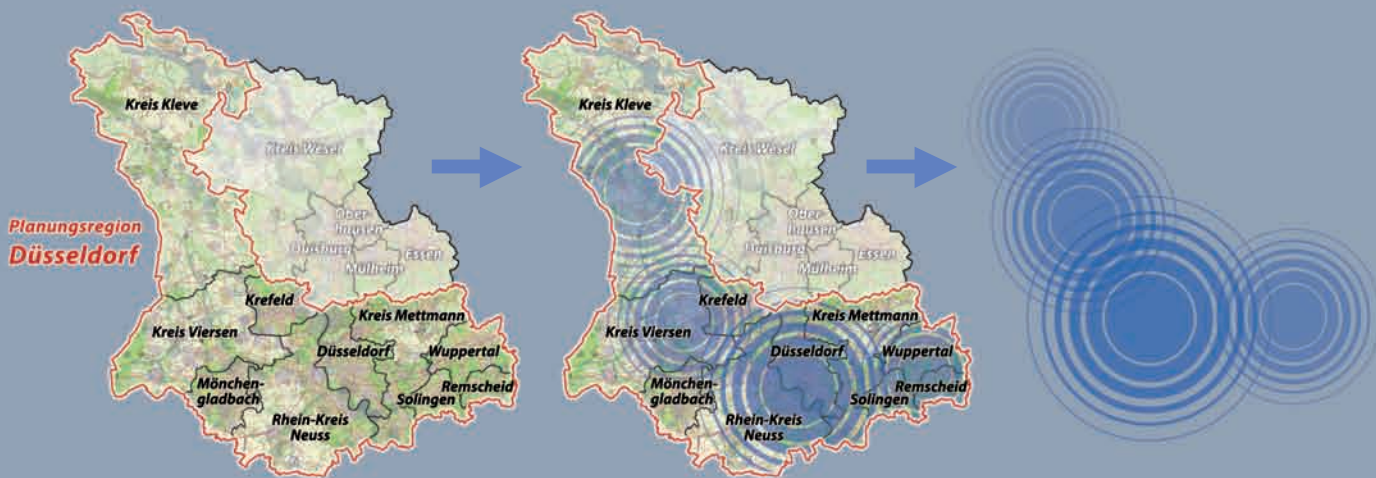 Kreis Kleve
Kreis Wesel
Planungsregion
Düsseldorf
Ober-
hausen
Duisburg
Essen
Mülheim
Krefeld
Kreis Viersen
Kreis Mettmann
Düsseldorf
Wuppertal
Mönchen-
gladbach
Remscheid
Solingen
Rhein-Kreis
Neuss
Kreis Kleve
Kreis Wesel
Ober-
hausen
Duisburg
Essen
Mülheim
Krefeld
Kreis Viersen
Kreis Mettmann
Düsseldorf
Wuppertal
Mönchen-
gladbach
Remscheid
Solingen
Rhein-Kreis
Neuss